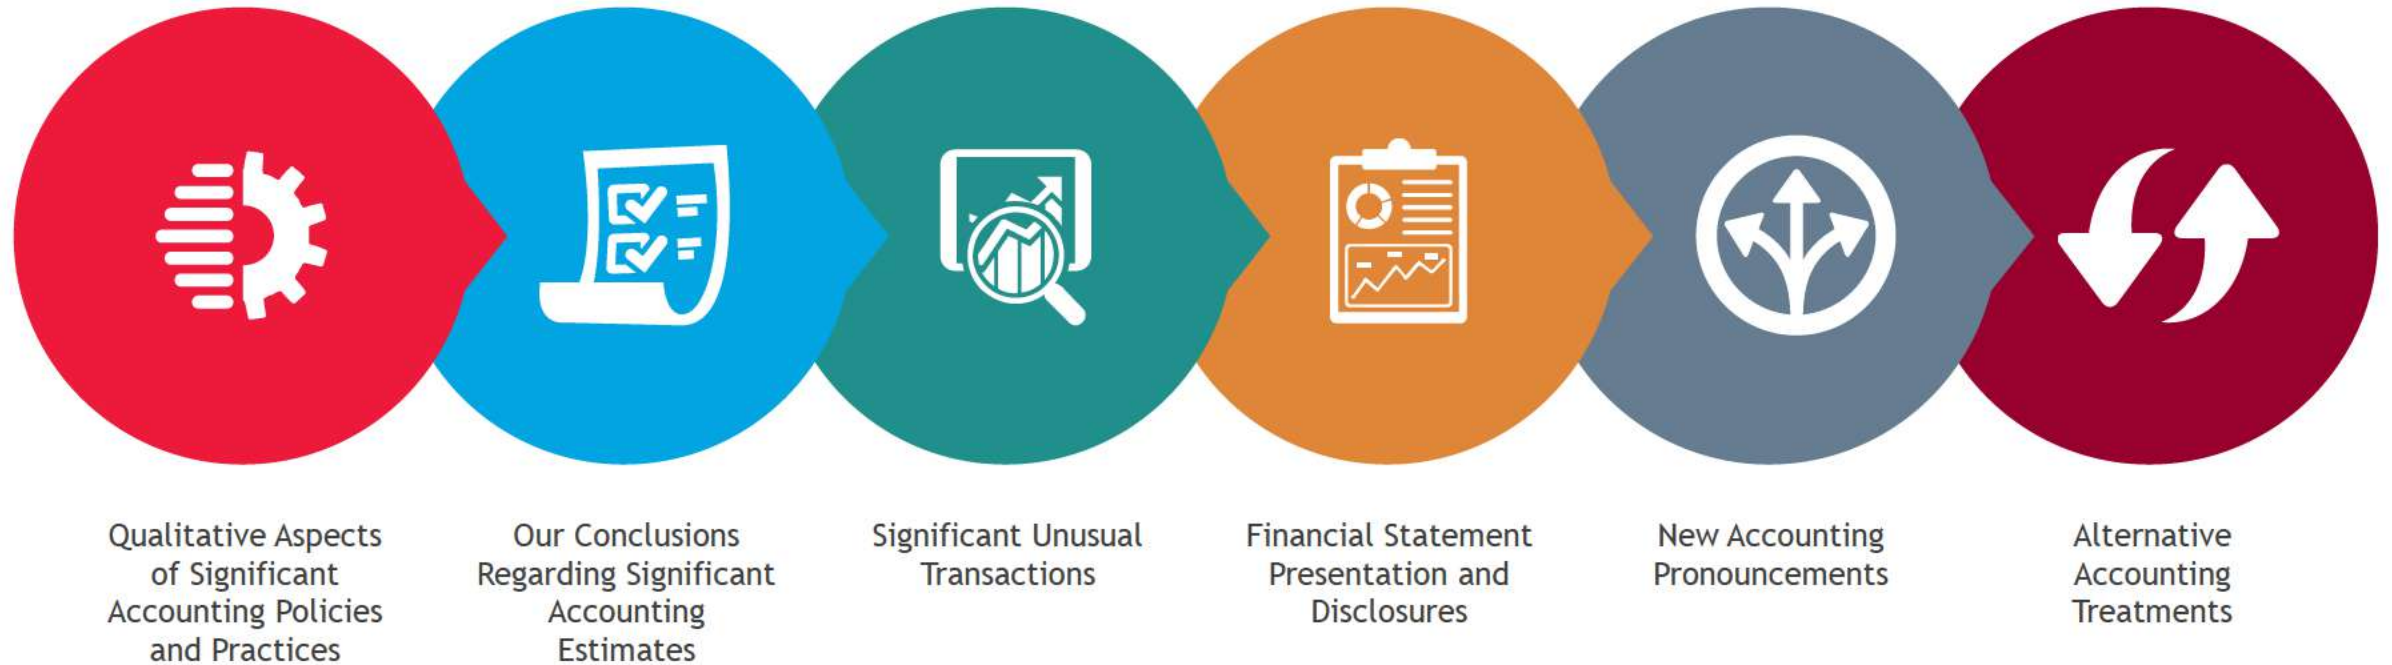 Qualitative Aspects
of Significant
Accounting Policies
and Practices
Our Conclusions
Regarding Significant
Accounting
Estimates
Significant Unusual
Transactions
Financial Statement
Presentation and
Disclosures
New Accounting
Pronouncements
Alternative
Accounting
Treatments